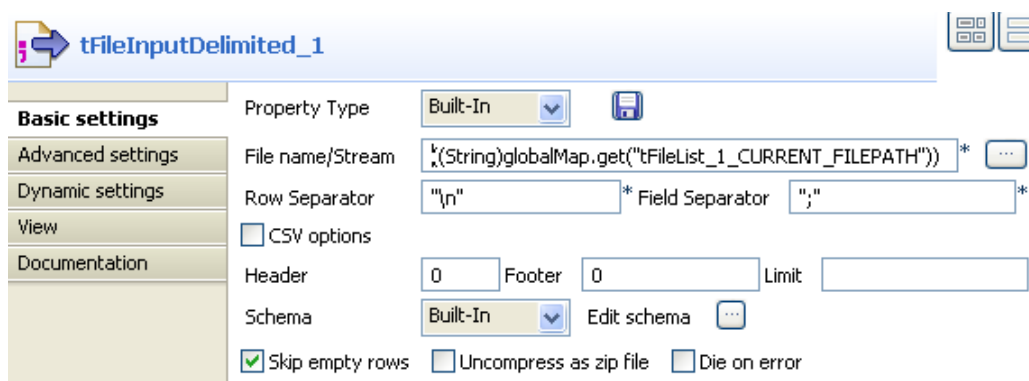 tFileInputDelimited_1
Basic settings
Property Type Built-In
Advanced settings
File name/Stream ((String)globalMap.get("tFileList_1_CURRENT_FILEPATH")) * ...
Dynamic settings
Row Separator "\n" * Field Separator ";" *
View
CSV options
Documentation
Header 0 Footer 0 Limit
Schema Built-In Edit schema ...
Skip empty rows Uncompress as zip file Die on error